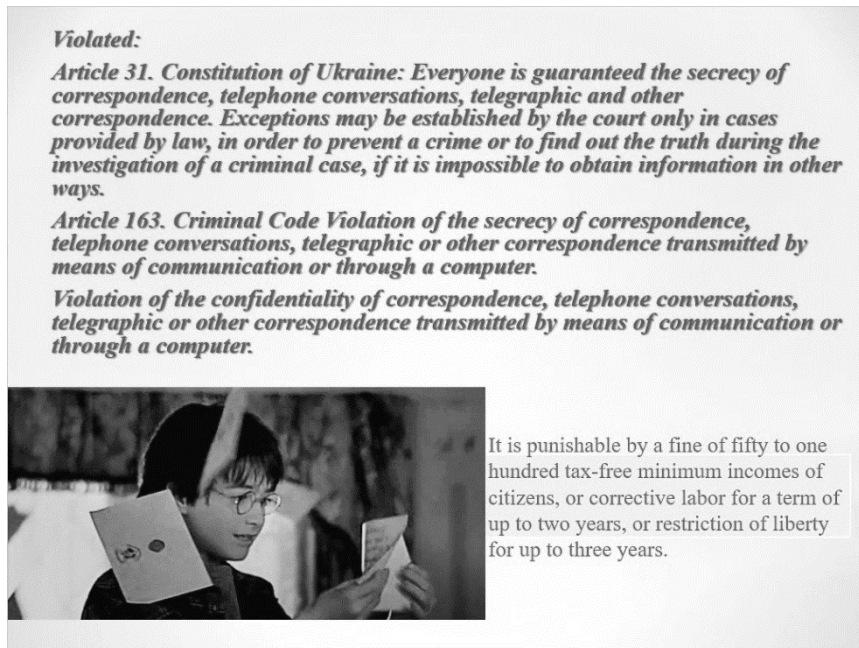 Violated:
Article 31. Constitution of Ukraine: Everyone is guaranteed the secrecy of
correspondence, telephone conversations, telegraphic and other
correspondence. Exceptions may be established by the court only in cases
provided by law, in order to prevent a crime or to find out the truth during the
investigation of a criminal case, if it is impossible to obtain information in other
ways.
Article 163. Criminal Code Violation of the secrecy of correspondence,
telephone conversations, telegraphic or other correspondence transmitted by
means of communication or through a computer.
Violation of the confidentiality of correspondence, telephone conversations,
telegraphic or other correspondence transmitted by means of communication or
through a computer.
It is punishable by a fine of fifty to one
hundred tax-free minimum incomes of
citizens, or corrective labor for a term of
up to two years, or restriction of liberty
for up to three years.